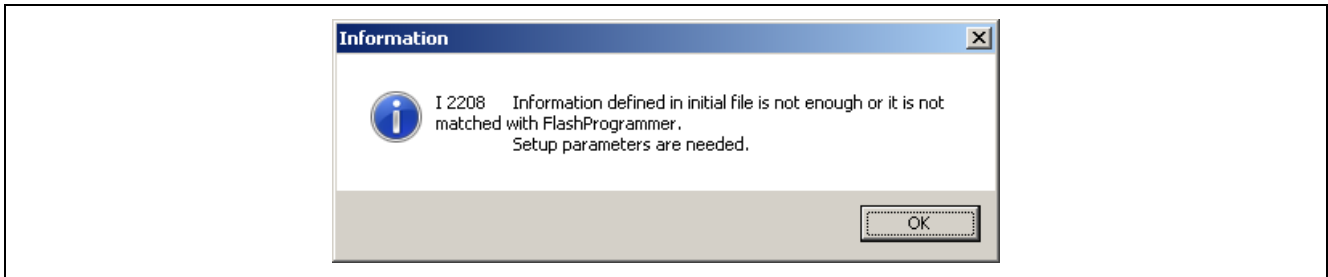 Information
I 2208 Information defined in initial file is not enough or it is not
matched with FlashProgrammer.
Setup parameters are needed.
OK